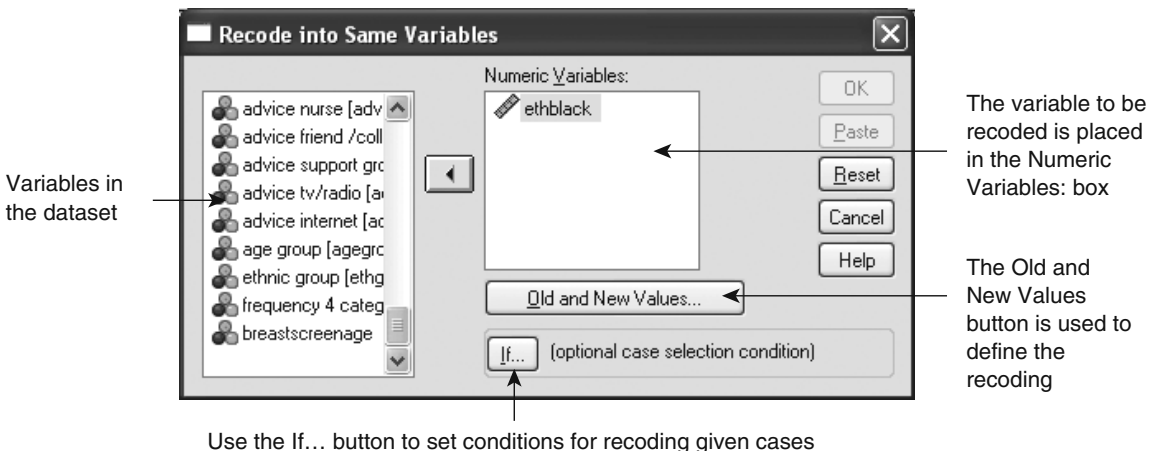 Recode into Same Variables
Variables in
the dataset
advice nurse [adv
advice friend /coll
advice support gro
advice tv/radio [a
advice internet [ac
age group [agegrc
ethnic group [ethg
frequency 4 categ
breastscreenage
Numeric Variables:
ethblack
Old and New Values...
If... (optional case selection condition)
OK
Paste
Reset
Cancel
Help
The variable to be
recoded is placed
in the Numeric
Variables: box
The Old and
New Values
button is used to
define the
recoding
Use the If… button to set conditions for recoding given cases